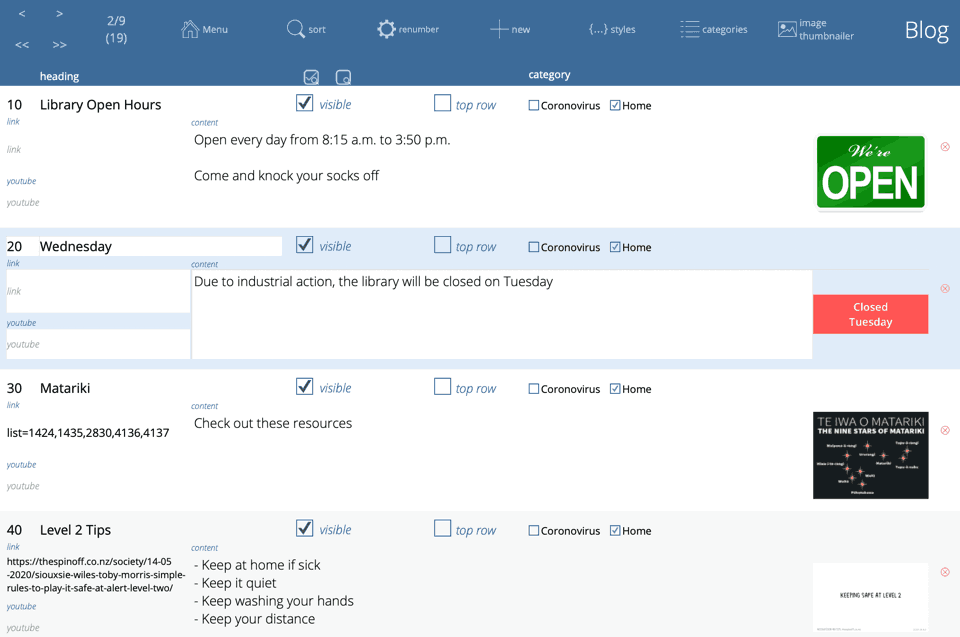 < > 2/9 Menu sort renumber new {...} styles categories image thumbnailer Blog
<< >> (19)
heading category
10 Library Open Hours visible top row Coronovirus Home
link content
link Open every day from 8:15 a.m. to 3:50 p.m.
Come and knock your socks off
youtube
youtube
We're
OPEN
20 Wednesday visible top row Coronovirus Home
link content
link Due to industrial action, the library will be closed on Tuesday
youtube
youtube
Closed
Tuesday
30 Matariki visible top row Coronovirus Home
link content
list=1424,1435,2830,4136,4137 Check out these resources
youtube
youtube
TE IWA O MATARIKI
THE NINE STARS OF MATARIKI
Matariki
40 Level 2 Tips visible top row Coronovirus Home
link content
https://thespinoff.co.nz/society/14-05
-2020/siouxsie-wiles-toby-morris-simple-
rules-to-play-it-safe-at-alert-level-two/
- Keep at home if sick
- Keep it quiet
- Keep washing your hands
- Keep your distance
youtube
youtube
KEEPING SAFE AT LEVEL 2